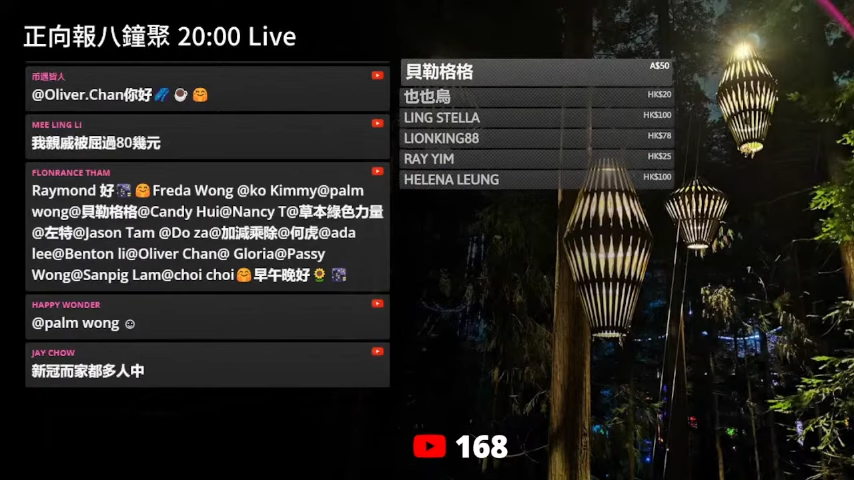 正向報八鐘聚 20:00 Live
币遇皆人
@Oliver.Chan你好
MEE LING LI
我親戚被屈過80幾元
FLONRANCE THAM
Raymond 好 Freda Wong @ko Kimmy@palm
wong@貝勒格格@Candy Hui@Nancy T@草本綠色力量
@左特@Jason Tam @Do za@加減乘除@何虎@ada
lee@Benton li@Oliver Chan@ Gloria@Passy
Wong@Sanpig Lam@choi choi 早午晚好
HAPPY WONDER
@palm wong ☺
JAY CHOW
新冠而家都多人中
貝勒格格 A$50
也也鳥 HK$20
LING STELLA HK$100
LIONKING88 HK$78
RAY YIM HK$25
HELENA LEUNG HK$100
168